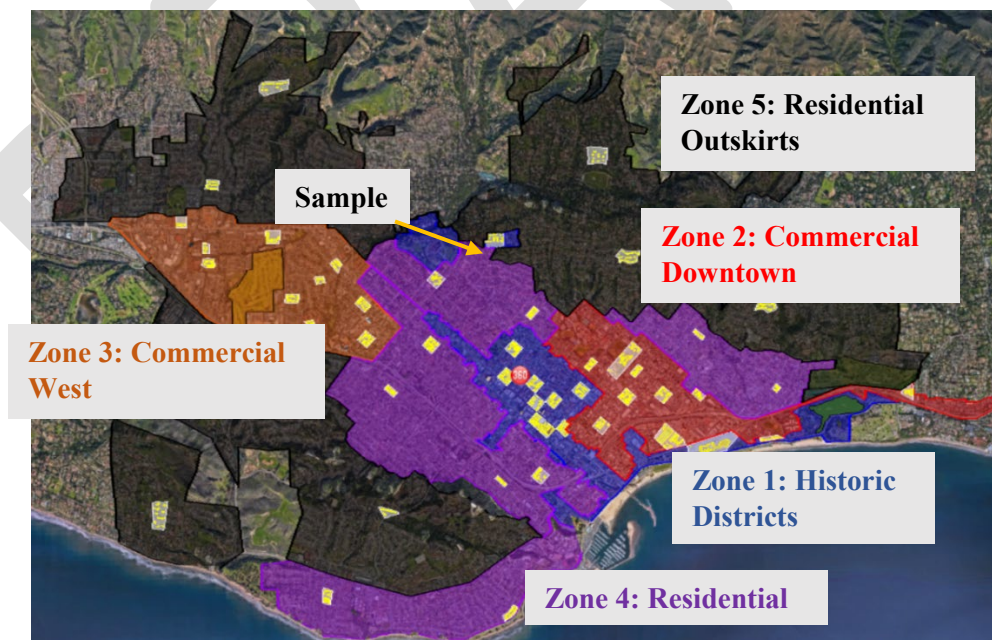 Zone 5: Residential
Outskirts
Sample
Zone 2: Commercial
Downtown
Zone 3: Commercial
West
360
Zone 1: Historic
Districts
Zone 4: Residential